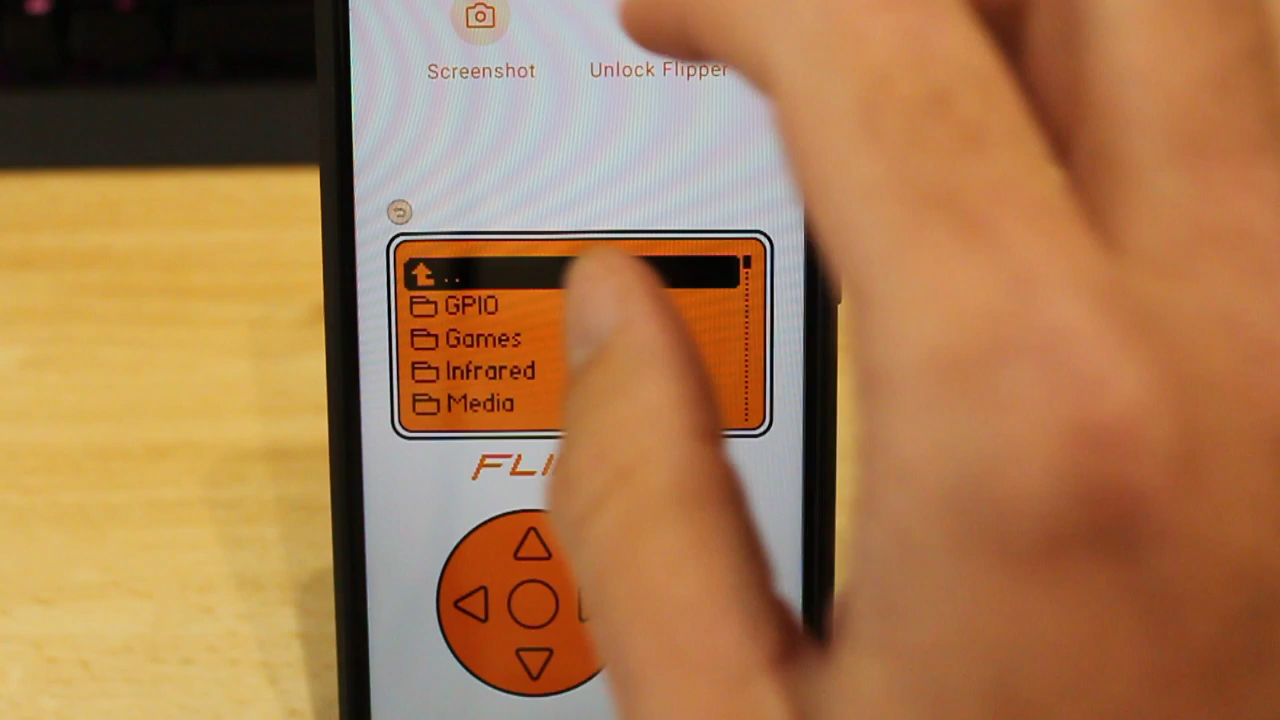 Screenshot
Unlock Flipper
..
GPIO
Games
Infrared
Media